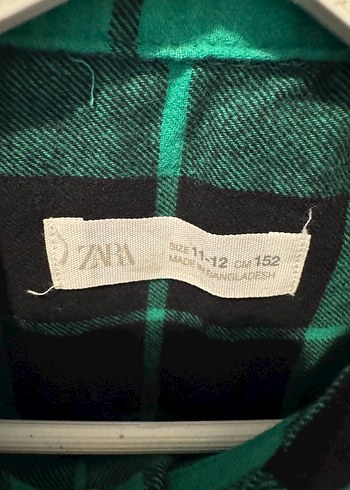 ZARA
SIZE 11-12 CM 152
MADE IN BANGLADESH